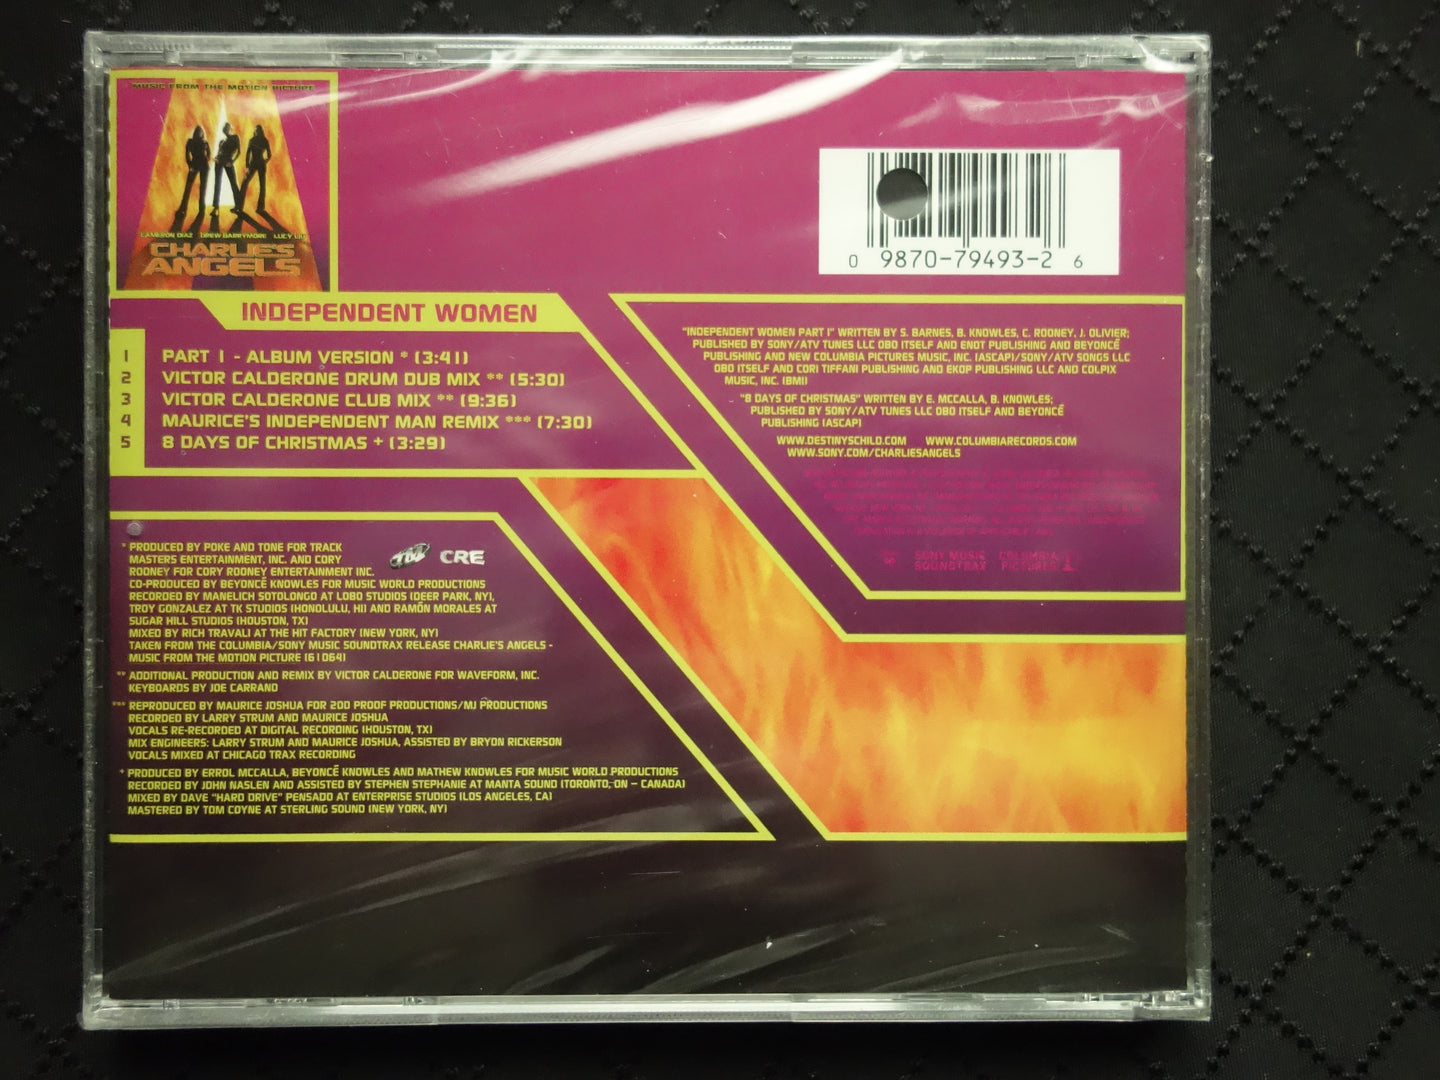 MUSIC FROM THE MOTION PICTURE
CAMERON DIAZ DREW BARRYMORE LUCY LIU
CHARLIE'S
ANGELS
0 9870-79493-2 6
INDEPENDENT WOMEN
1 PART 1 - ALBUM VERSION * (3:41)
2 VICTOR CALDERONE DRUM DUB MIX ** (5:30)
3 VICTOR CALDERONE CLUB MIX ** (9:36)
4 MAURICE'S INDEPENDENT MAN REMIX *** (7:30)
5 8 DAYS OF CHRISTMAS + (3:29)
"INDEPENDENT WOMEN PART I" WRITTEN BY S. BARNES, B. KNOWLES, C. ROONEY, J. OLIVIER;
PUBLISHED BY SONY/ATV TUNES LLC OBO ITSELF AND ENOT PUBLISHING AND BEYONCÉ
PUBLISHING AND NEW COLUMBIA PICTURES MUSIC, INC. (ASCAP)/SONY/ATV SONGS LLC
OBO ITSELF AND CORI TIFFANI PUBLISHING AND EKOP PUBLISHING LLC AND COLPIX
MUSIC, INC. (BMI)
"8 DAYS OF CHRISTMAS" WRITTEN BY E. MCCALLA, B. KNOWLES;
PUBLISHED BY SONY/ATV TUNES LLC OBO ITSELF AND BEYONCÉ
PUBLISHING (ASCAP)
WWW.DESTINYSCHILD.COM WWW.COLUMBIARECORDS.COM
WWW.SONY.COM/CHARLIESANGELS
SONY MUSIC
SOUNDTRAX
COLUMBIA
PICTURES
* PRODUCED BY POKE AND TONE FOR TRACK
MASTERS ENTERTAINMENT, INC. AND CORY
ROONEY FOR CORY ROONEY ENTERTAINMENT INC.
CRE
CO-PRODUCED BY BEYONCÉ KNOWLES FOR MUSIC WORLD PRODUCTIONS
RECORDED BY MANELICH SOTOLONGO AT LOBO STUDIOS (DEER PARK, NY),
TROY GONZALEZ AT TK STUDIOS (HONOLULU, HI) AND RAMÓN MORALES AT
SUGAR HILL STUDIOS (HOUSTON, TX)
MIXED BY RICH TRAVALI AT THE HIT FACTORY (NEW YORK, NY)
TAKEN FROM THE COLUMBIA/SONY MUSIC SOUNDTRAX RELEASE CHARLIE'S ANGELS -
MUSIC FROM THE MOTION PICTURE (61064)
** ADDITIONAL PRODUCTION AND REMIX BY VICTOR CALDERONE FOR WAVEFORM, INC.
KEYBOARDS BY JOE CARRANO
*** REPRODUCED BY MAURICE JOSHUA FOR 200 PROOF PRODUCTIONS/MJ PRODUCTIONS
RECORDED BY LARRY STRUM AND MAURICE JOSHUA
VOCALS RE-RECORDED AT DIGITAL RECORDING (HOUSTON, TX)
MIX ENGINEERS: LARRY STRUM AND MAURICE JOSHUA, ASSISTED BY BRYON RICKERSON
VOCALS MIXED AT CHICAGO TRAX RECORDING
+ PRODUCED BY ERROL MCCALLA, BEYONCÉ KNOWLES AND MATHEW KNOWLES FOR MUSIC WORLD PRODUCTIONS
RECORDED BY JOHN NASLEN AND ASSISTED BY STEPHEN STEPHANIE AT MANTA SOUND (TORONTO, ON – CANADA)
MIXED BY DAVE "HARD DRIVE" PENSADO AT ENTERPRISE STUDIOS (LOS ANGELES, CA)
MASTERED BY TOM COYNE AT STERLING SOUND (NEW YORK, NY)